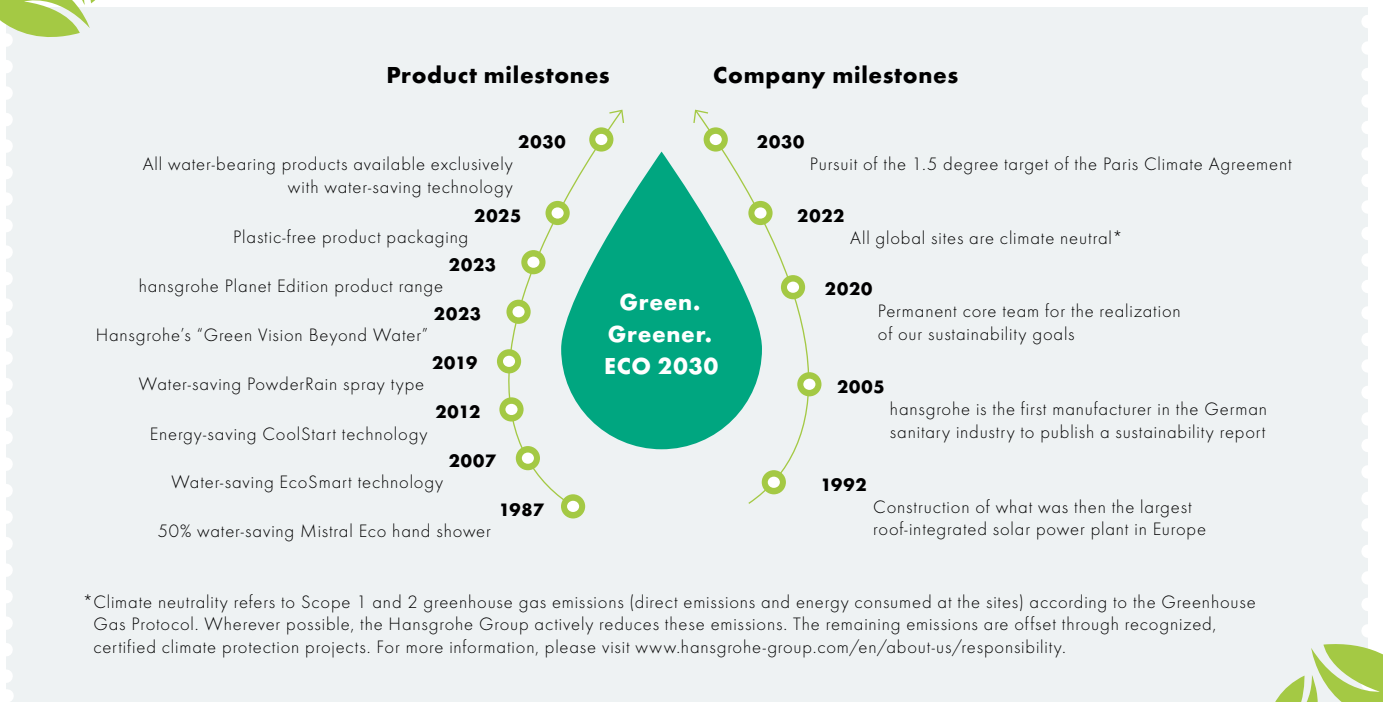 Product milestones
2030
All water-bearing products available exclusively
with water-saving technology
2025
Plastic-free product packaging
2023
hansgrohe Planet Edition product range
2023
Hansgrohe’s “Green Vision Beyond Water”
2019
Water-saving PowderRain spray type
2012
Energy-saving CoolStart technology
2007
Water-saving EcoSmart technology
1987
50% water-saving Mistral Eco hand shower
Green.
Greener.
ECO 2030
Company milestones
2030
Pursuit of the 1.5 degree target of the Paris Climate Agreement
2022
All global sites are climate neutral*
2020
Permanent core team for the realization
of our sustainability goals
2005
hansgrohe is the first manufacturer in the German
sanitary industry to publish a sustainability report
1992
Construction of what was then the largest
roof-integrated solar power plant in Europe
*Climate neutrality refers to Scope 1 and 2 greenhouse gas emissions (direct emissions and energy consumed at the sites) according to the Greenhouse
Gas Protocol. Wherever possible, the Hansgrohe Group actively reduces these emissions. The remaining emissions are offset through recognized,
certified climate protection projects. For more information, please visit www.hansgrohe-group.com/en/about-us/responsibility.